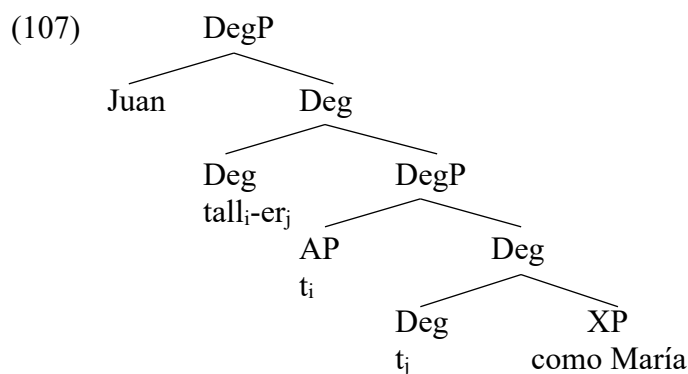 (107) DegP
Juan Deg
Deg DegP
tallᵢ-erⱼ
AP Deg
tᵢ
Deg XP
tⱼ como María